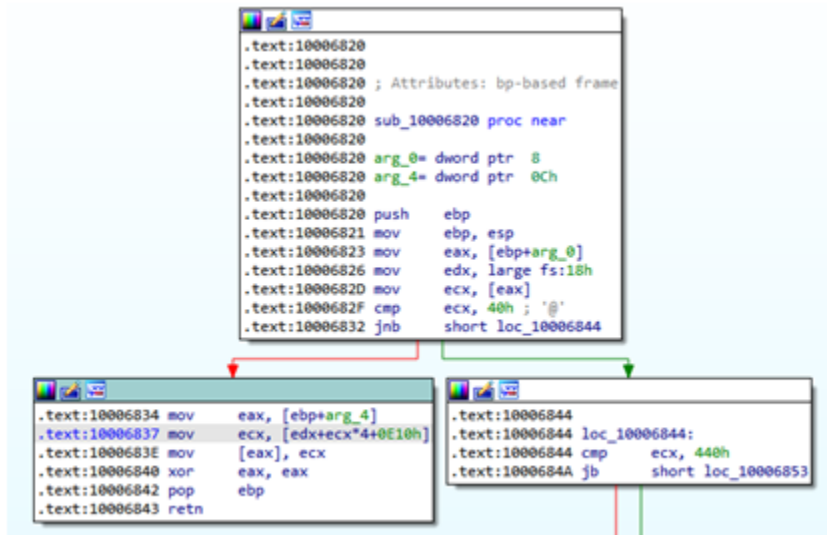 .text:10006820
.text:10006820
.text:10006820 ; Attributes: bp-based frame
.text:10006820
.text:10006820 sub_10006820 proc near
.text:10006820
.text:10006820 arg_0= dword ptr  8
.text:10006820 arg_4= dword ptr  0Ch
.text:10006820
.text:10006820 push    ebp
.text:10006821 mov     ebp, esp
.text:10006823 mov     eax, [ebp+arg_0]
.text:10006826 mov     edx, large fs:18h
.text:1000682D mov     ecx, [eax]
.text:1000682F cmp     ecx, 40h ; '@'
.text:10006832 jnb     short loc_10006844
.text:10006834 mov     eax, [ebp+arg_4]
.text:10006837 mov     ecx, [edx+ecx*4+0E10h]
.text:1000683E mov     [eax], ecx
.text:10006840 xor     eax, eax
.text:10006842 pop     ebp
.text:10006843 retn
.text:10006844
.text:10006844 loc_10006844:
.text:10006844 cmp     ecx, 440h
.text:1000684A jb      short loc_10006853